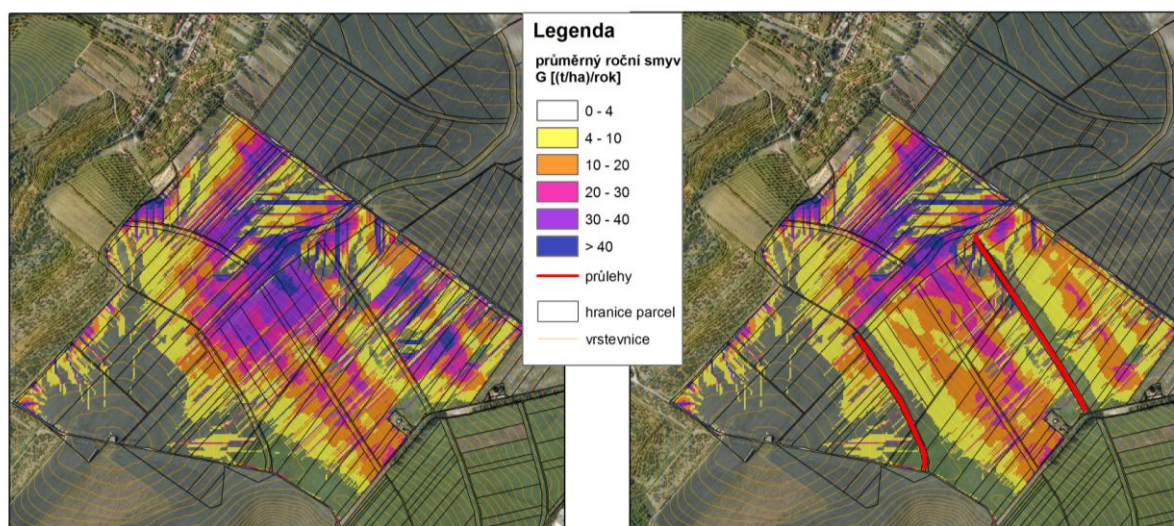 Legenda
průměrný roční smyv
G [(t/ha)/rok]
0 - 4
4 - 10
10 - 20
20 - 30
30 - 40
> 40
průlehy
hranice parcel
vrstevnice